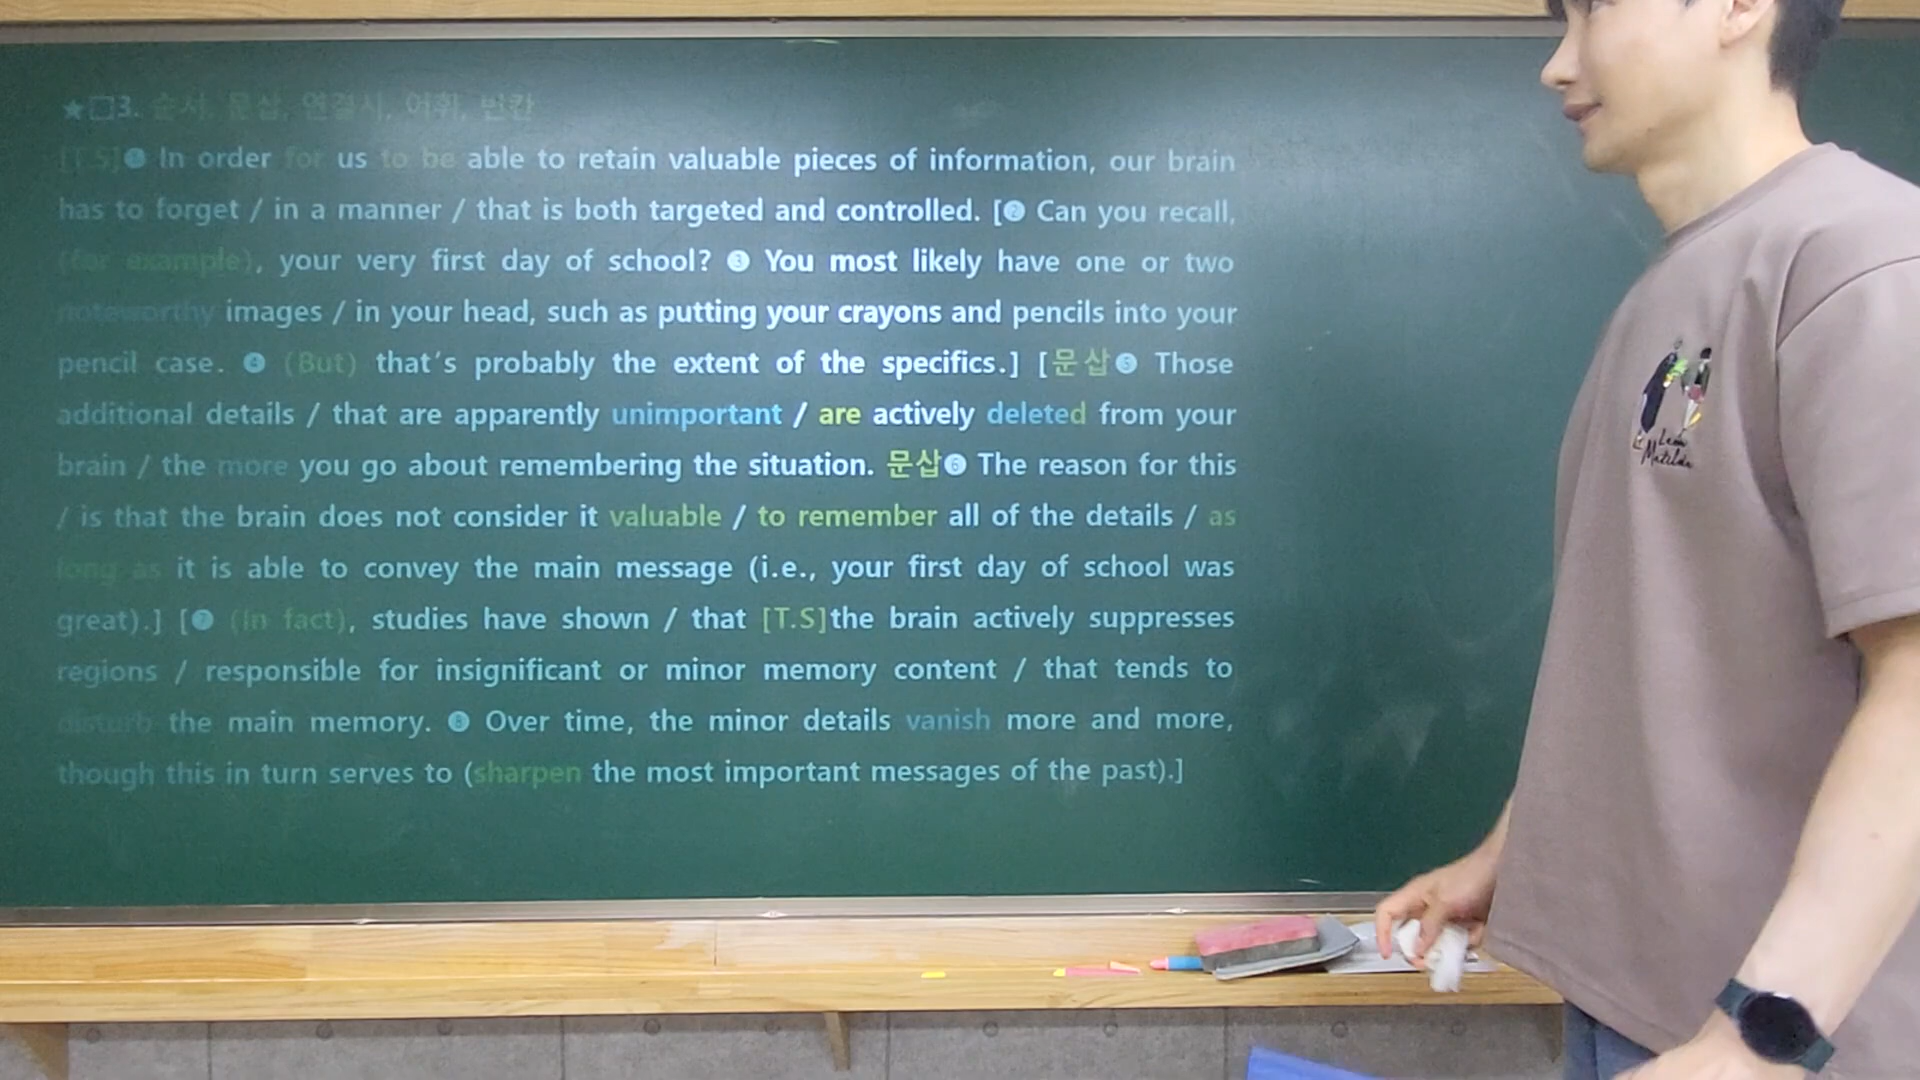 ★□3. 순서, 문삽, 연결사, 어휘, 빈칸
[T.S]❶ In order for us to be able to retain valuable pieces of information, our brain
has to forget / in a manner / that is both targeted and controlled. [❷ Can you recall,
(for example), your very first day of school? ❸ You most likely have one or two
noteworthy images / in your head, such as putting your crayons and pencils into your
pencil case. ❹ (But) that's probably the extent of the specifics.] [문삽❺ Those
additional details / that are apparently unimportant / are actively deleted from your
brain / the more you go about remembering the situation. 문삽❻ The reason for this
/ is that the brain does not consider it valuable / to remember all of the details / as
long as it is able to convey the main message (i.e., your first day of school was
great).] [❼ (In fact), studies have shown / that [T.S]the brain actively suppresses
regions / responsible for insignificant or minor memory content / that tends to
disturb the main memory. ❽ Over time, the minor details vanish more and more,
though this in turn serves to (sharpen the most important messages of the past).]
Leon
Matilda